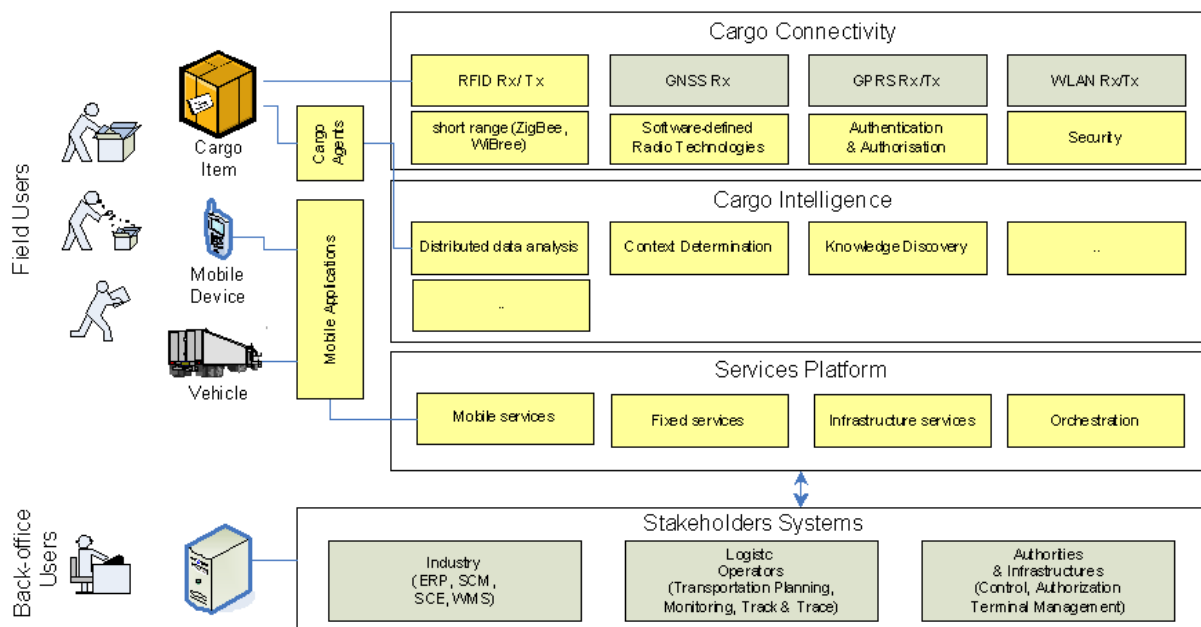 Cargo Connectivity
RFID Rx/Tx
GNSS Rx
GPRS Rx/Tx
WLAN Rx/Tx
short range (ZigBee,
WiBree)
Software-defined
Radio Technologies
Authentication
& Authorisation
Security
Cargo
Item
Cargo
Agents
Field Users
Cargo Intelligence
Distributed data analysis
Context Determination
Knowledge Discovery
..
..
Mobile
Device
Mobile Applications
Vehicle
Services Platform
Mobile services
Fixed services
Infrastructure services
Orchestration
Back-office
Users
Stakeholders Systems
Industry
(ERP, SCM,
SCE, WMS)
Logistc
Operators
(Transportation Planning,
Monitoring, Track & Trace)
Authorities
& Infrastructures
(Control, Authorization
Terminal Management)